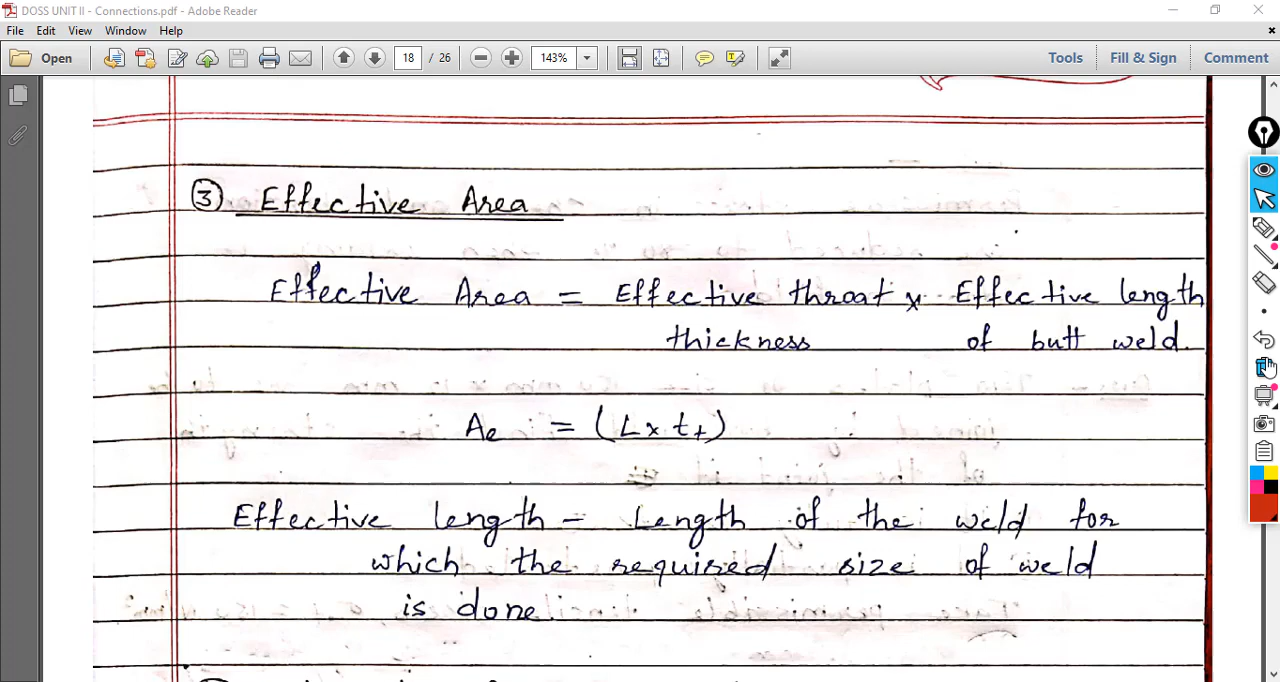 DOSS UNIT II - Connections.pdf - Adobe Reader
File Edit View Window Help
Open 18 / 26 143% Tools Fill & Sign Comment
③ Effective Area
Effective Area = Effective throat x Effective length
thickness of butt weld.
Ae = (L x tt)
Effective length = Length of the weld for
which the required size of weld
is done.